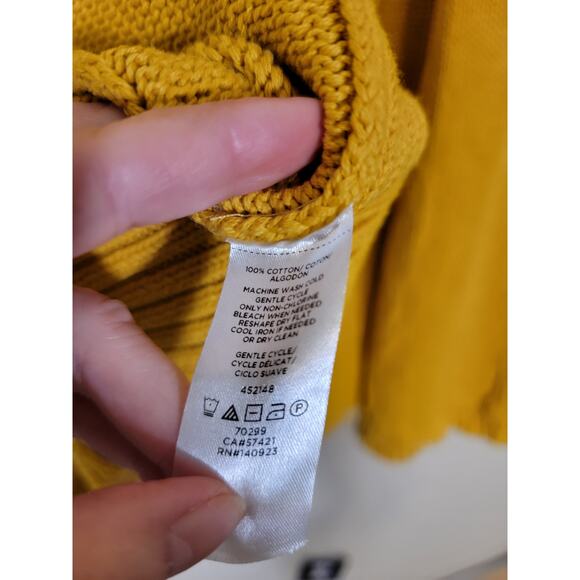 100% COTTON/ COTON/
ALGODON
MACHINE WASH COLD
GENTLE CYCLE
ONLY NON-CHLORINE
BLEACH WHEN NEEDED
RESHAPE DRY FLAT
COOL IRON IF NEEDED
OR DRY CLEAN
GENTLE CYCLE/
CYCLE DÉLICAT/
CICLO SUAVE
452148
P
70299
CA#57421
RN#140923